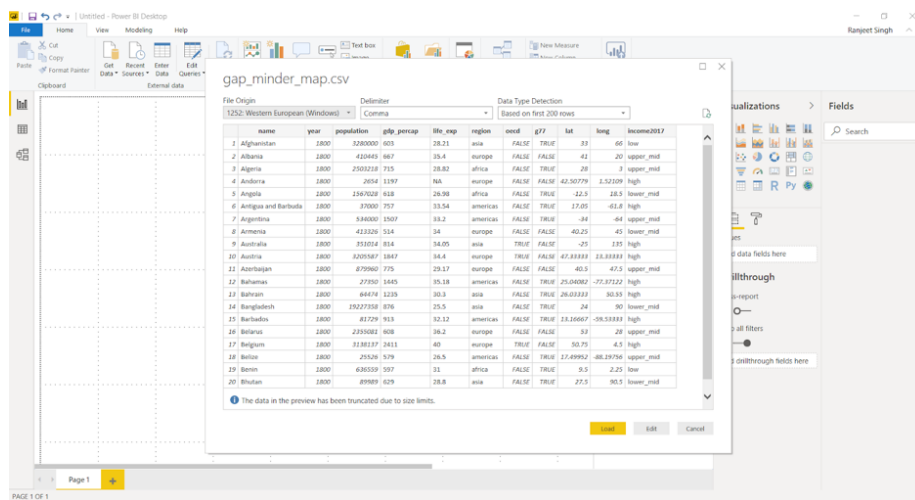 Untitled - Power BI Desktop
Ranjeet Singh
File Home View Modeling Help
Paste
Cut
Copy
Format Painter
Clipboard
Get Data
Recent Sources
Enter Data
Edit Queries
External data
Text box
New Measure
gap_minder_map.csv
File Origin
1252: Western European (Windows)
Delimiter
Comma
Data Type Detection
Based on first 200 rows
name year population gdp_percap life_exp region oecd g77 lat long income2017
1 Afghanistan 1800 3280000 603 28.21 asia FALSE TRUE 33 66 low
2 Albania 1800 410445 667 35.4 europe FALSE FALSE 41 20 upper_mid
3 Algeria 1800 2503218 715 28.82 africa FALSE TRUE 28 3 upper_mid
4 Andorra 1800 2654 1197 NA europe FALSE FALSE 42.50779 1.52109 high
5 Angola 1800 1567028 618 26.98 africa FALSE TRUE -12.5 18.5 lower_mid
6 Antigua and Barbuda 1800 37000 757 33.54 americas FALSE TRUE 17.05 -61.8 high
7 Argentina 1800 534000 1507 33.2 americas FALSE TRUE -34 -64 upper_mid
8 Armenia 1800 413326 514 34 europe FALSE FALSE 40.25 45 lower_mid
9 Australia 1800 351014 814 34.05 asia TRUE FALSE -25 135 high
10 Austria 1800 3205587 1847 34.4 europe TRUE FALSE 47.33333 13.33333 high
11 Azerbaijan 1800 879960 775 29.17 europe FALSE FALSE 40.5 47.5 upper_mid
12 Bahamas 1800 27350 1445 35.18 americas FALSE TRUE 25.04082 -77.37122 high
13 Bahrain 1800 64474 1235 30.3 asia FALSE TRUE 26.03333 50.55 high
14 Bangladesh 1800 19227358 876 25.5 asia FALSE TRUE 24 90 lower_mid
15 Barbados 1800 81729 913 32.12 americas FALSE TRUE 13.16667 -59.53333 high
16 Belarus 1800 2355081 608 36.2 europe FALSE FALSE 53 28 upper_mid
17 Belgium 1800 3138137 2411 40 europe TRUE FALSE 50.75 4.5 high
18 Belize 1800 25526 579 26.5 americas FALSE TRUE 17.49952 -88.19756 upper_mid
19 Benin 1800 636559 597 31 africa FALSE TRUE 9.5 2.25 low
20 Bhutan 1800 89989 629 28.8 asia FALSE TRUE 27.5 90.5 lower_mid
The data in the preview has been truncated due to size limits.
Load Edit Cancel
ualizations
Fields
Search
d data fields here
illthrough
s-report
all filters
d drillthrough fields here
Page 1
PAGE 1 OF 1